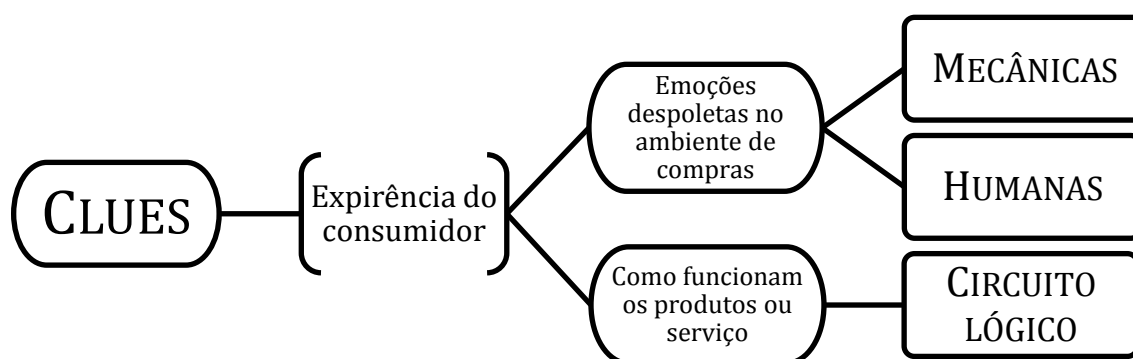 CLUES
Expirência do
consumidor
Emoções
despoletas no
ambiente de
compras
MECÂNICAS
HUMANAS
Como funcionam
os produtos ou
serviço
CIRCUITO
LÓGICO